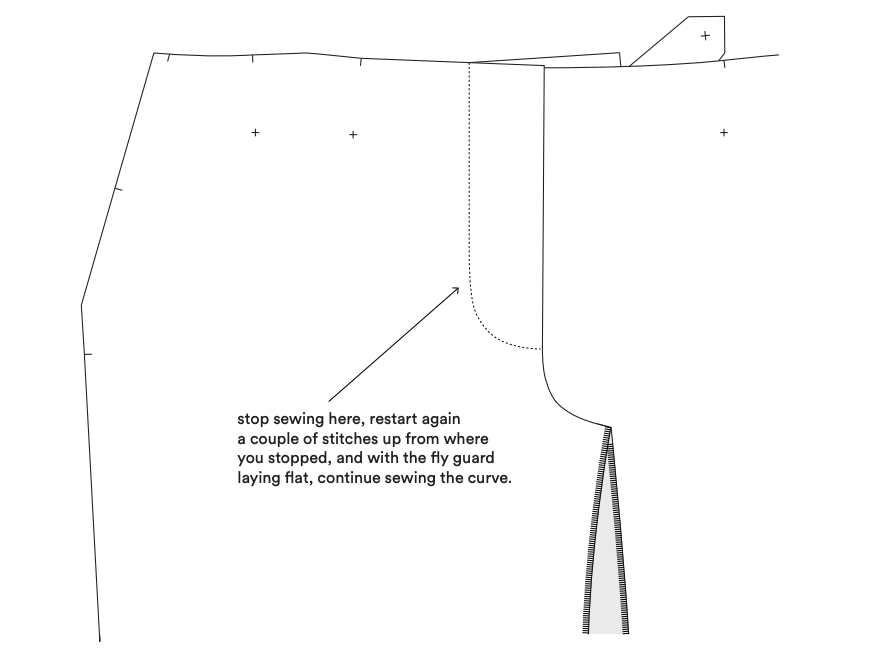 stop sewing here, restart again
a couple of stitches up from where
you stopped, and with the fly guard
laying flat, continue sewing the curve.